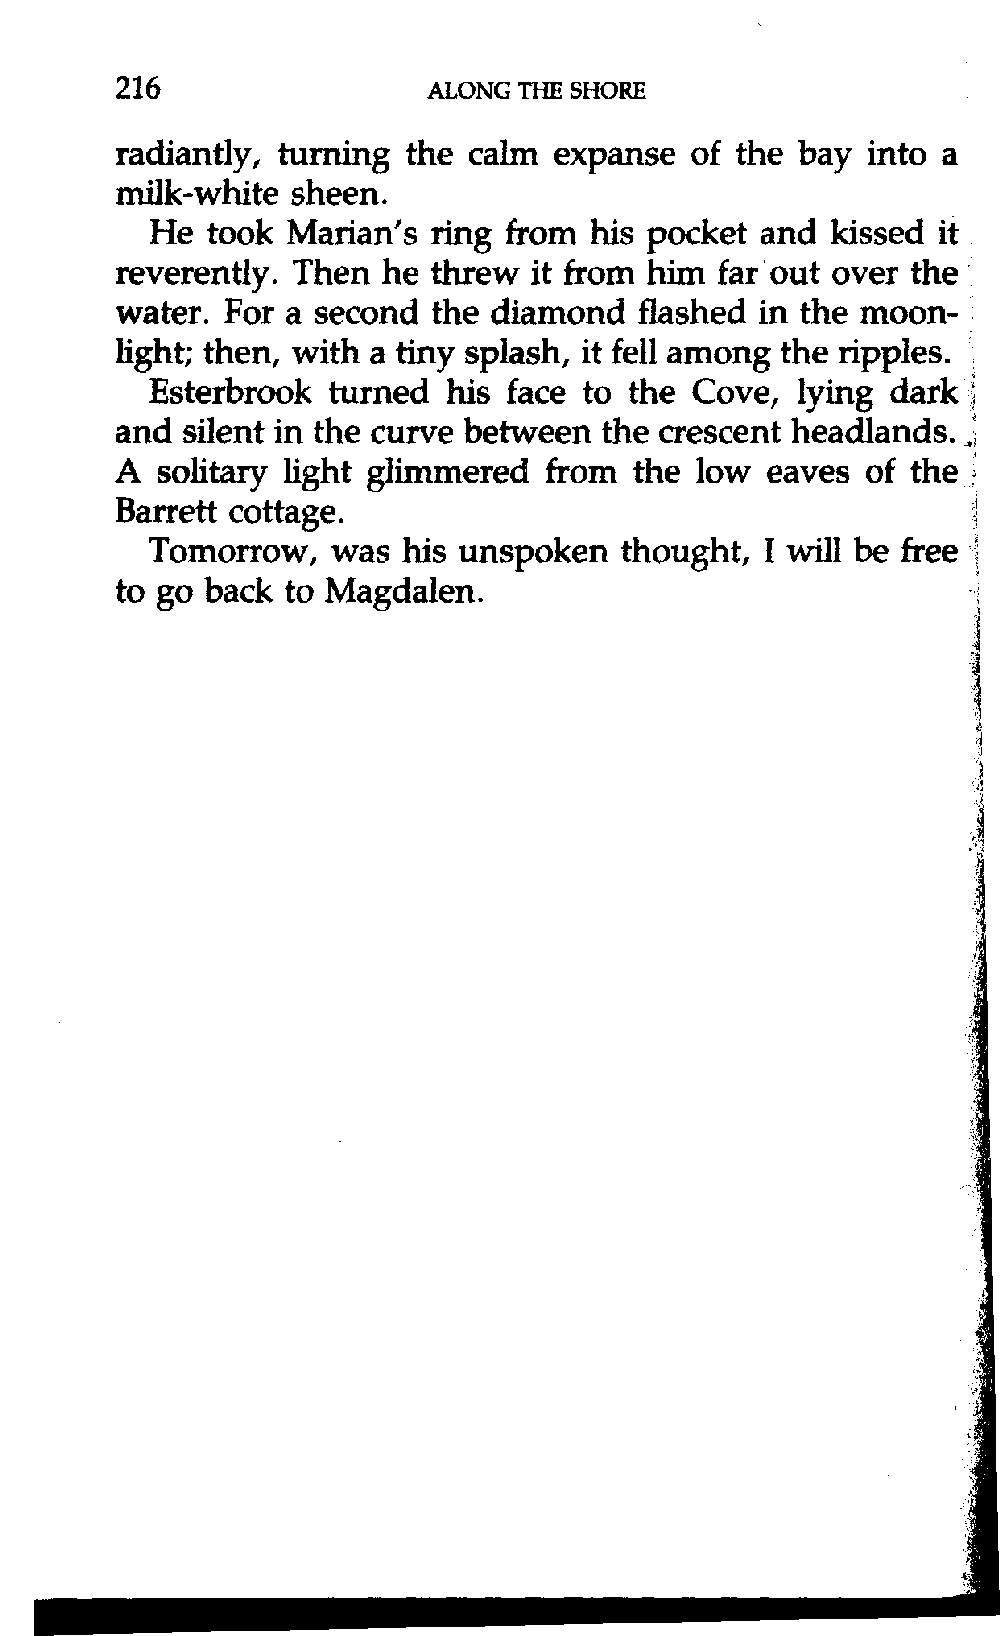 216 ALONG THE SHORE
radiantly, turning the calm expanse of the bay into a
milk-white sheen.
He took Marian's ring from his pocket and kissed it
reverently. Then he threw it from him far out over the
water. For a second the diamond flashed in the moon-
light; then, with a tiny splash, it fell among the ripples.
Esterbrook turned his face to the Cove, lying dark
and silent in the curve between the crescent headlands.
A solitary light glimmered from the low eaves of the
Barrett cottage.
Tomorrow, was his unspoken thought, I will be free
to go back to Magdalen.